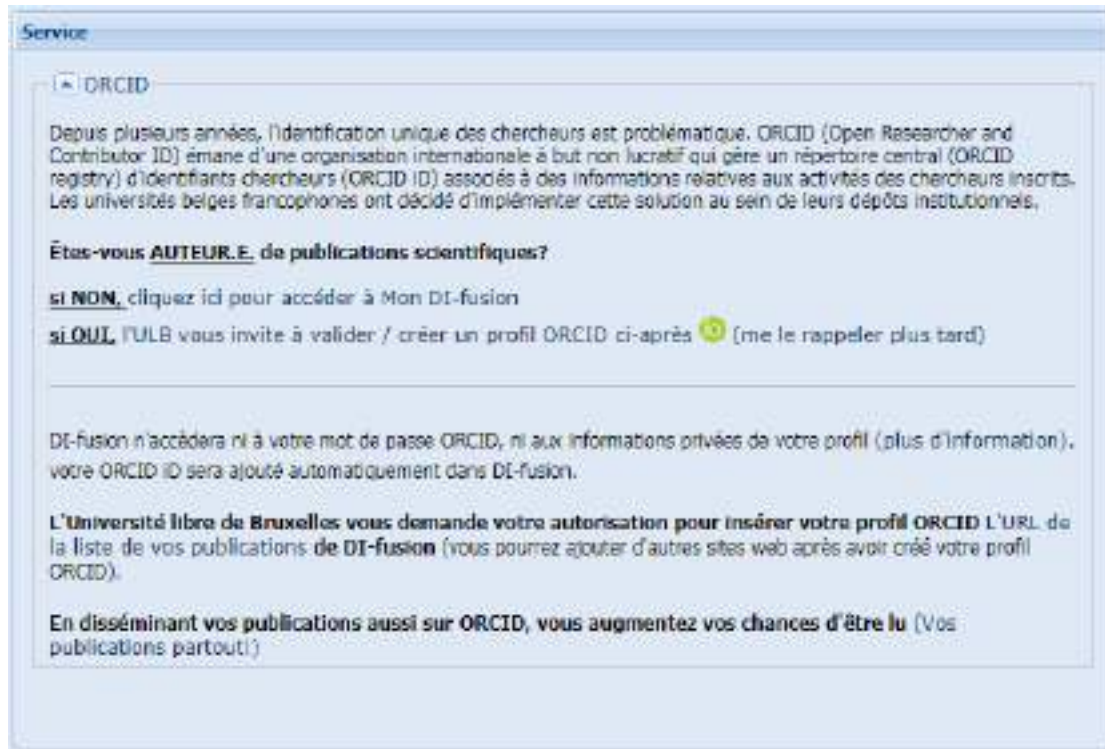 Service
ORCID
Depuis plusieurs années, l'identification unique des chercheurs est problématique. ORCID (Open Researcher and
Contributor ID) émane d'une organisation internationale à but non lucratif qui gère un répertoire central (ORCID
registry) d'identifiants chercheurs (ORCID ID) associés à des informations relatives aux activités des chercheurs inscrits.
Les universités belges francophones ont décidé d'implémenter cette solution au sein de leurs dépôts institutionnels.
Êtes-vous AUTEUR.E. de publications scientifiques?
si NON, cliquez ici pour accéder à Mon DI-fusion
si OUI, l'ULB vous invite à valider / créer un profil ORCID ci-après iD (me le rappeler plus tard)
DI-fusion n'accèdera ni à votre mot de passe ORCID, ni aux informations privées de votre profil (plus d'information).
votre ORCID iD sera ajouté automatiquement dans DI-fusion.
L'Université libre de Bruxelles vous demande votre autorisation pour insérer votre profil ORCID L'URL de
la liste de vos publications de DI-fusion (vous pourrez ajouter d'autres sites web après avoir créé votre profil
ORCID).
En disséminant vos publications aussi sur ORCID, vous augmentez vos chances d'être lu (Vos
publications partout!)